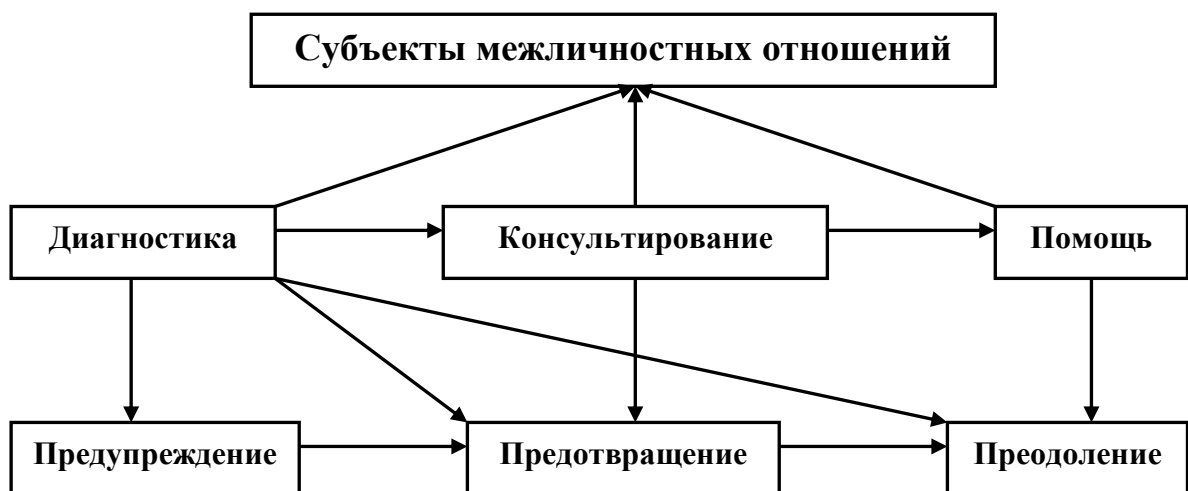 Субъекты межличностных отношений
Диагностика
Консультирование
Помощь
Предупреждение
Предотвращение
Преодоление